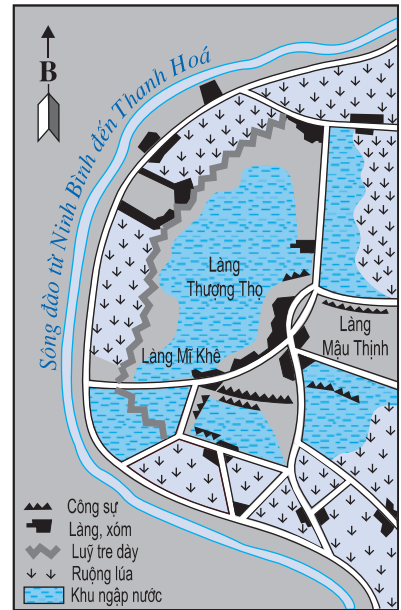 B
Sông đào từ Ninh Bình đến Thanh Hoá
Làng
Thượng Thọ
Làng Mĩ Khê
Làng
Mậu Thịnh
Công sự
Làng, xóm
Luỹ tre dày
Ruộng lúa
Khu ngập nước